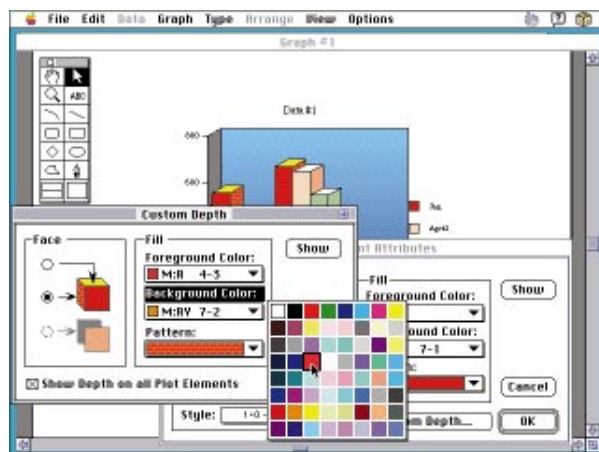 File Edit Data Graph Type Arrange View Options
Graph #1
ABC
Data #1
600
April
Custom Depth
Face
Fill
Show
Foreground Color:
M:R 4-3
Background Color:
M:RY 7-2
Pattern:
Show Depth on all Plot Elements
Attributes
Fill
Foreground Color:
Show
ound Color:
7-1
Cancel
Style:
m Depth...
OK